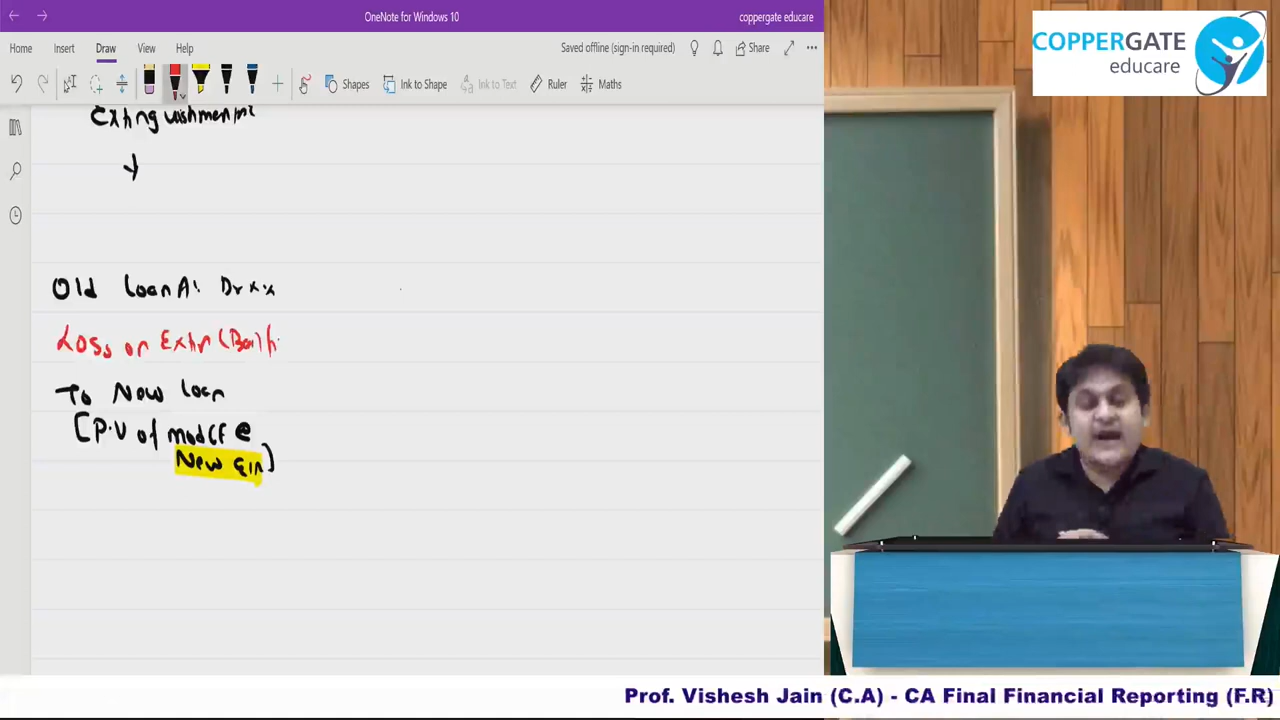 OneNote for Windows 10
coppergate educare
Home Insert Draw View Help
Saved offline (sign-in required)
Share
Shapes
Ink to Shape
Ink to Text
Ruler
Maths
COPPERGATE
educare
Old Loan A/c Dr xx
Loss on Extn (Bal)
To New loan
[P.V of mod CF @
New EIR]
Prof. Vishesh Jain (C.A) - CA Final Financial Reporting (F.R)